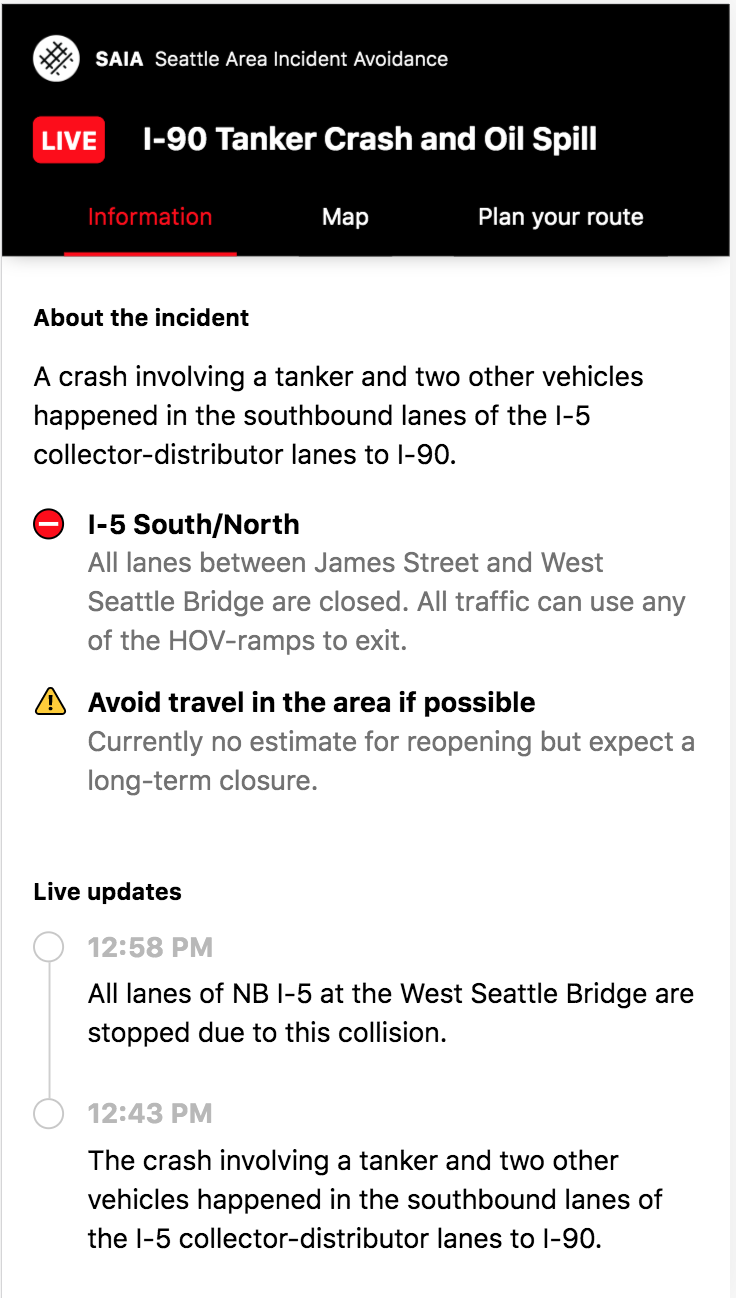 SAIA Seattle Area Incident Avoidance
LIVE I-90 Tanker Crash and Oil Spill
Information Map Plan your route
About the incident
A crash involving a tanker and two other vehicles
happened in the southbound lanes of the I-5
collector-distributor lanes to I-90.
I-5 South/North
All lanes between James Street and West
Seattle Bridge are closed. All traffic can use any
of the HOV-ramps to exit.
Avoid travel in the area if possible
Currently no estimate for reopening but expect a
long-term closure.
Live updates
12:58 PM
All lanes of NB I-5 at the West Seattle Bridge are
stopped due to this collision.
12:43 PM
The crash involving a tanker and two other
vehicles happened in the southbound lanes of
the I-5 collector-distributor lanes to I-90.